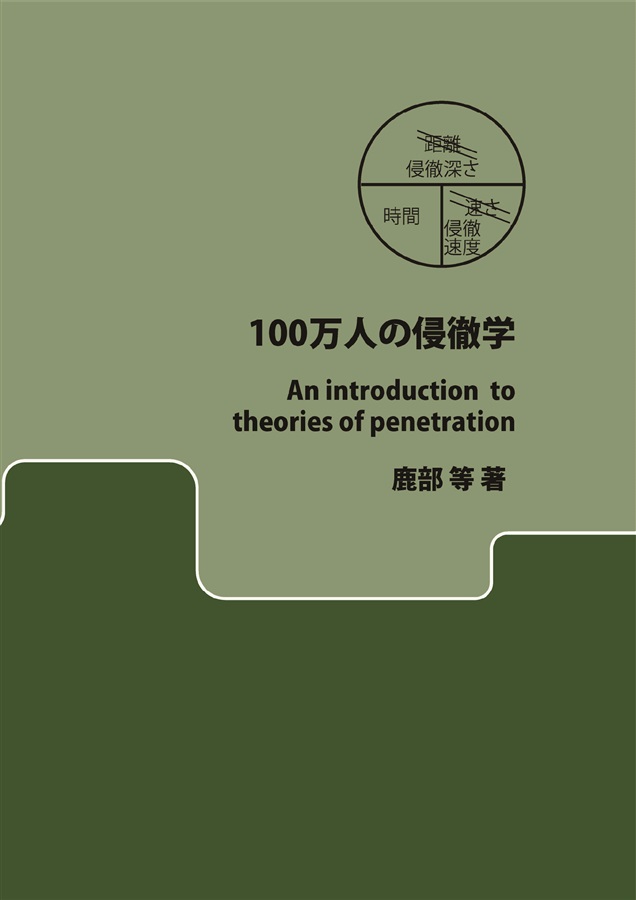 距離
侵徹深さ
時間
速さ
侵徹
速度
100万人の侵徹学
An introduction to
theories of penetration
鹿部 等 著